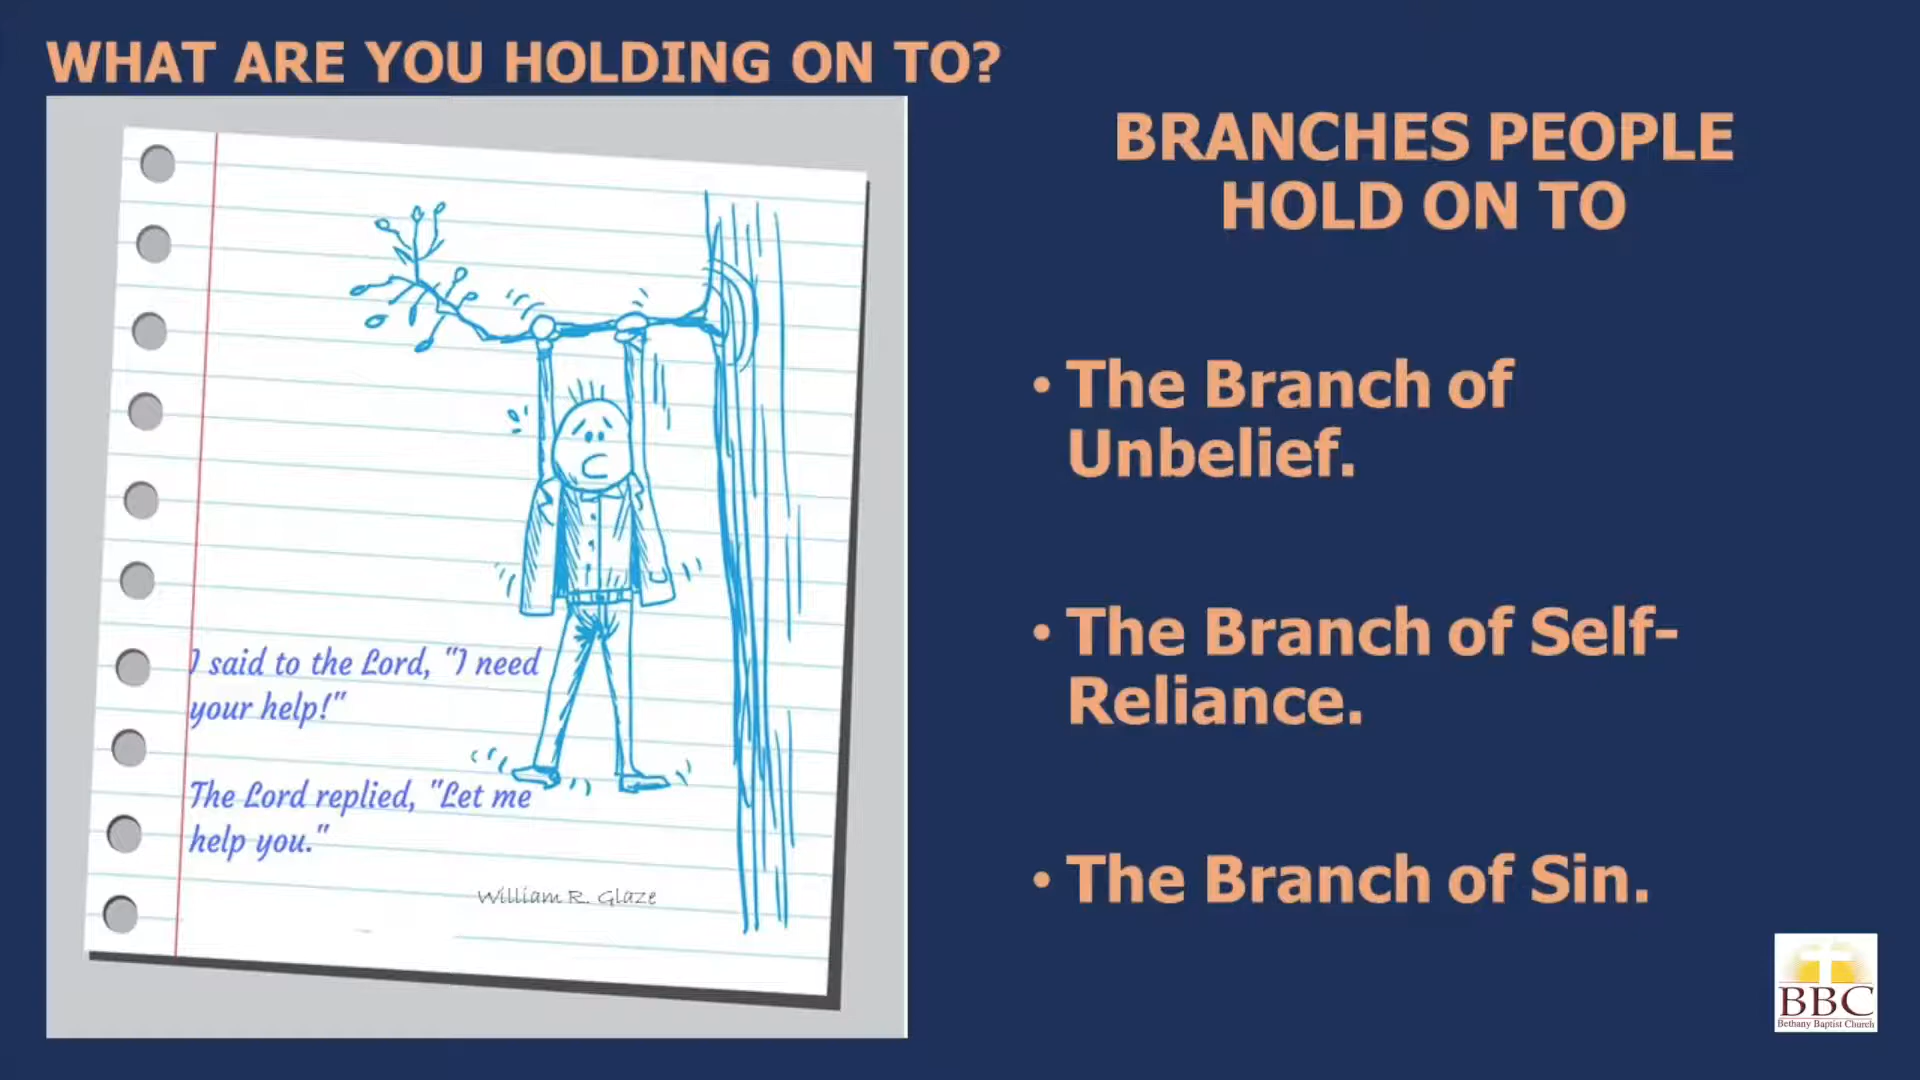 WHAT ARE YOU HOLDING ON TO?
I said to the Lord, "I need
your help!"
The Lord replied, "Let me
help you."
William R. Glaze
BRANCHES PEOPLE
HOLD ON TO
• The Branch of
Unbelief.
• The Branch of Self-
Reliance.
• The Branch of Sin.
BBC
Bethany Baptist Church